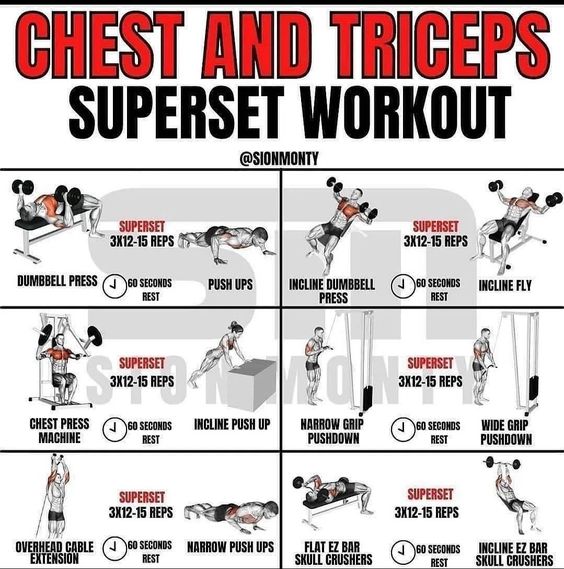 CHEST AND TRICEPS
SUPERSET WORKOUT
@SIONMONTY
SUPERSET
3X12-15 REPS
DUMBBELL PRESS
60 SECONDS
REST
PUSH UPS
SUPERSET
3X12-15 REPS
INCLINE DUMBBELL
PRESS
60 SECONDS
REST
INCLINE FLY
SUPERSET
3X12-15 REPS
CHEST PRESS
MACHINE
60 SECONDS
REST
INCLINE PUSH UP
SUPERSET
3X12-15 REPS
NARROW GRIP
PUSHDOWN
60 SECONDS
REST
WIDE GRIP
PUSHDOWN
SUPERSET
3X12-15 REPS
OVERHEAD CABLE
EXTENSION
60 SECONDS
REST
NARROW PUSH UPS
SUPERSET
3X12-15 REPS
FLAT EZ BAR
SKULL CRUSHERS
60 SECONDS
REST
INCLINE EZ BAR
SKULL CRUSHERS
SION MONTY